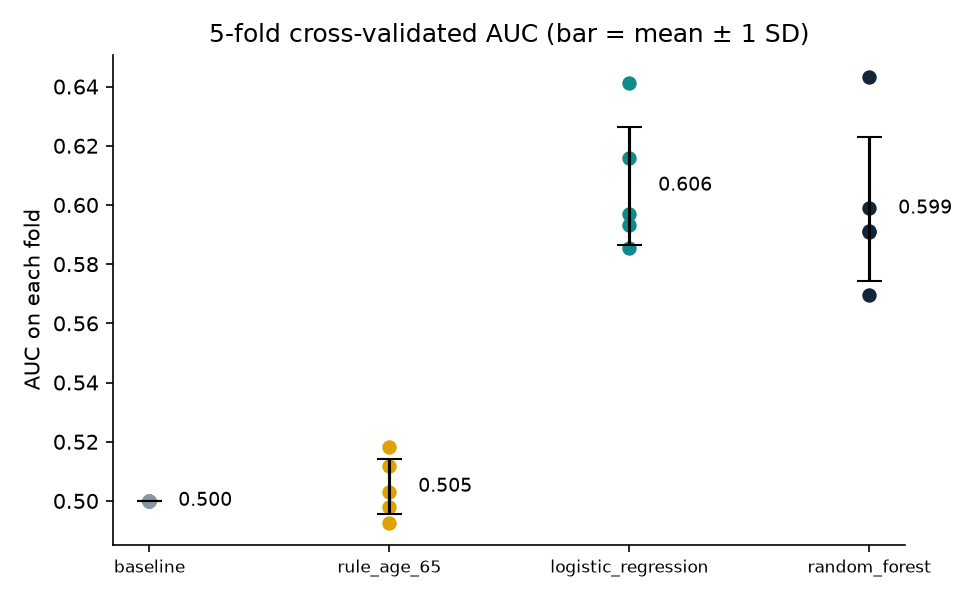 5-fold cross-validated AUC (bar = mean ± 1 SD)
AUC on each fold
0.64
0.62
0.60
0.58
0.56
0.54
0.52
0.50
0.500
0.505
0.606
0.599
baseline
rule_age_65
logistic_regression
random_forest